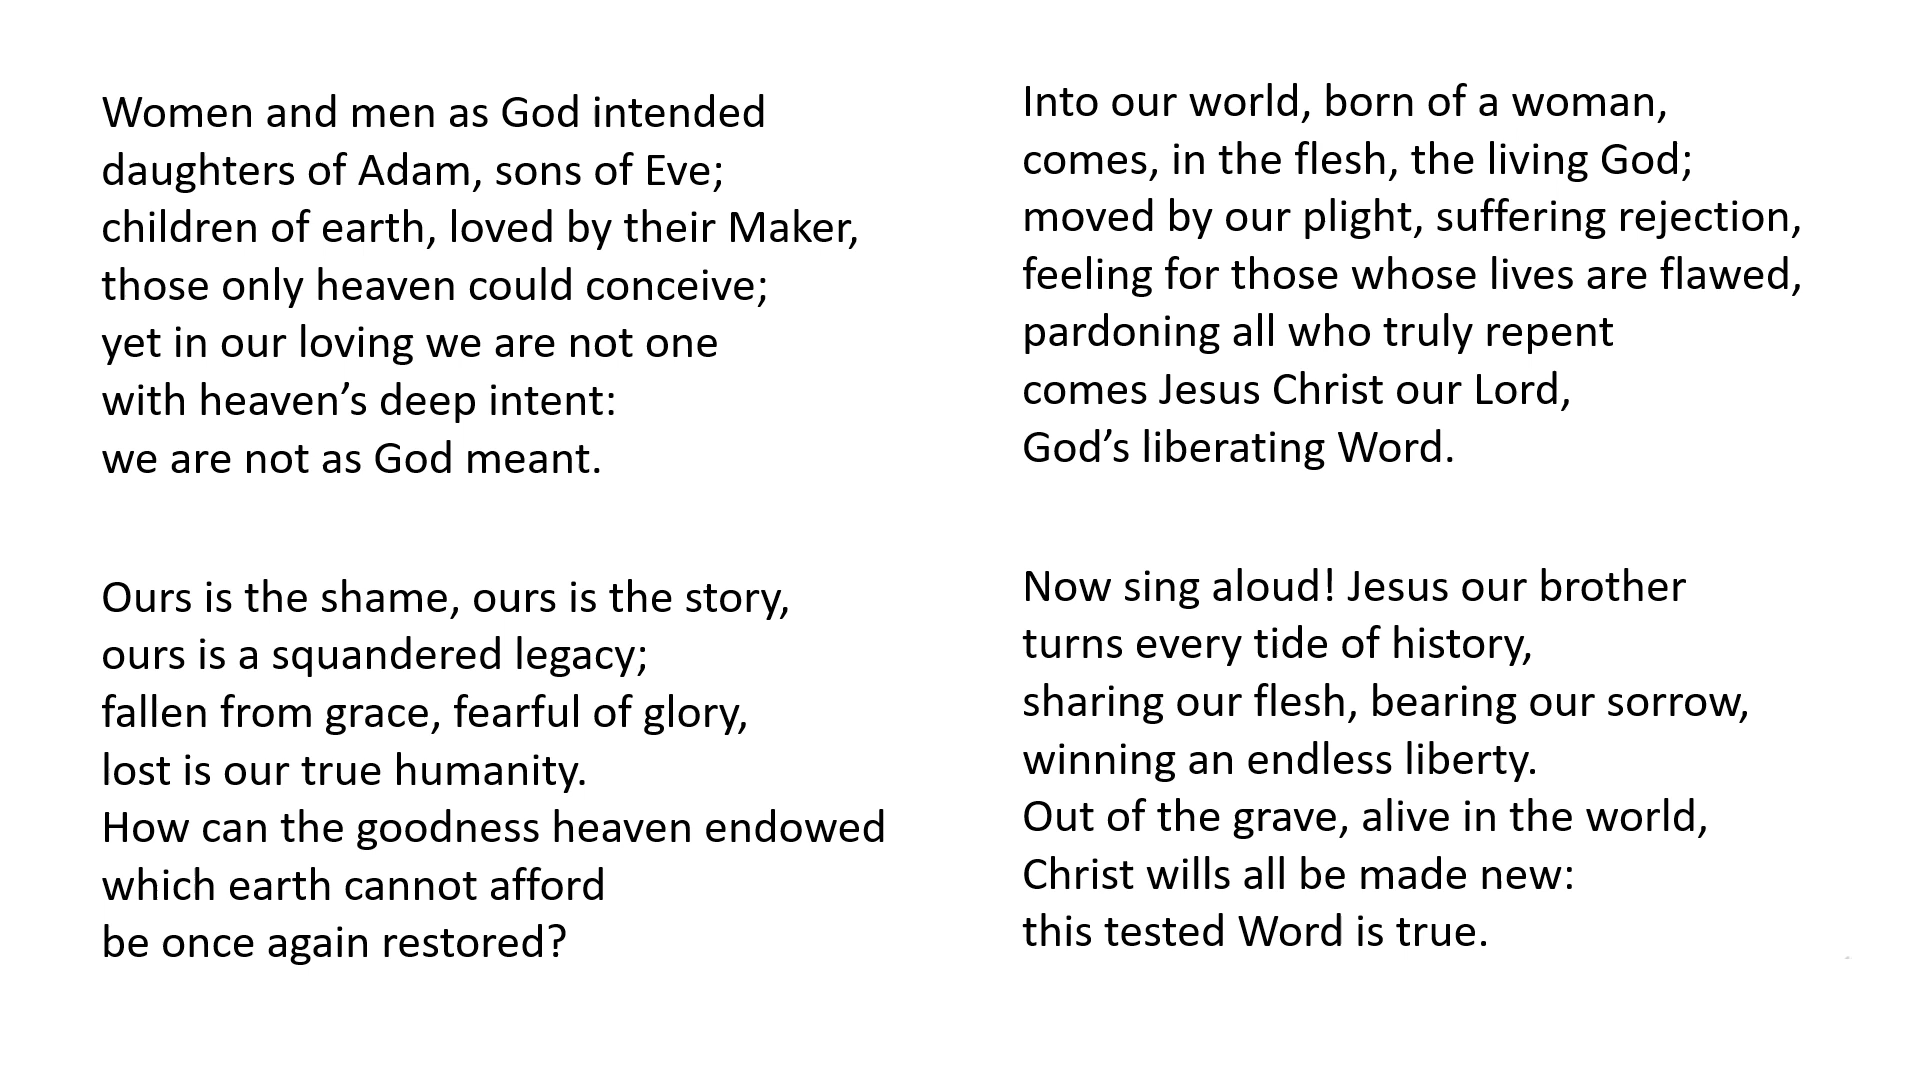 Women and men as God intended
daughters of Adam, sons of Eve;
children of earth, loved by their Maker,
those only heaven could conceive;
yet in our loving we are not one
with heaven’s deep intent:
we are not as God meant.
Ours is the shame, ours is the story,
ours is a squandered legacy;
fallen from grace, fearful of glory,
lost is our true humanity.
How can the goodness heaven endowed
which earth cannot afford
be once again restored?
Into our world, born of a woman,
comes, in the flesh, the living God;
moved by our plight, suffering rejection,
feeling for those whose lives are flawed,
pardoning all who truly repent
comes Jesus Christ our Lord,
God’s liberating Word.
Now sing aloud! Jesus our brother
turns every tide of history,
sharing our flesh, bearing our sorrow,
winning an endless liberty.
Out of the grave, alive in the world,
Christ wills all be made new:
this tested Word is true.